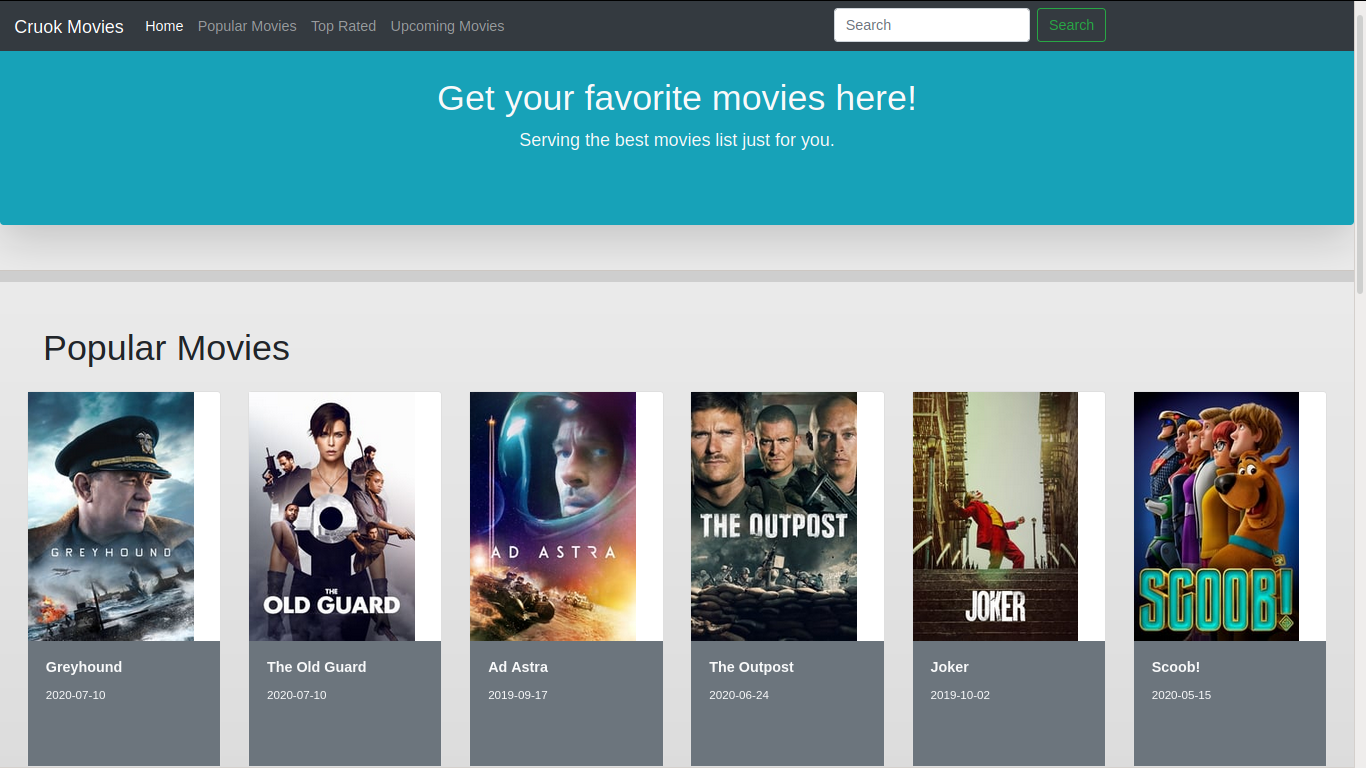 Cruok Movies Home Popular Movies Top Rated Upcoming Movies Search Search
Get your favorite movies here!
Serving the best movies list just for you.
Popular Movies
GREYHOUND
THE
OLD GUARD
AD ASTRA
THE OUTPOST
JOKER
SCOOB!
Greyhound
2020-07-10
The Old Guard
2020-07-10
Ad Astra
2019-09-17
The Outpost
2020-06-24
Joker
2019-10-02
Scoob!
2020-05-15